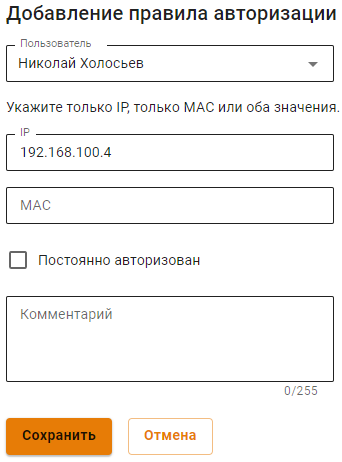 Добавление правила авторизации
Пользователь
Николай Холосьев
Укажите только IP, только MAC или оба значения.
IP
192.168.100.4
MAC
Постоянно авторизован
Комментарий
0/255
Сохранить Отмена